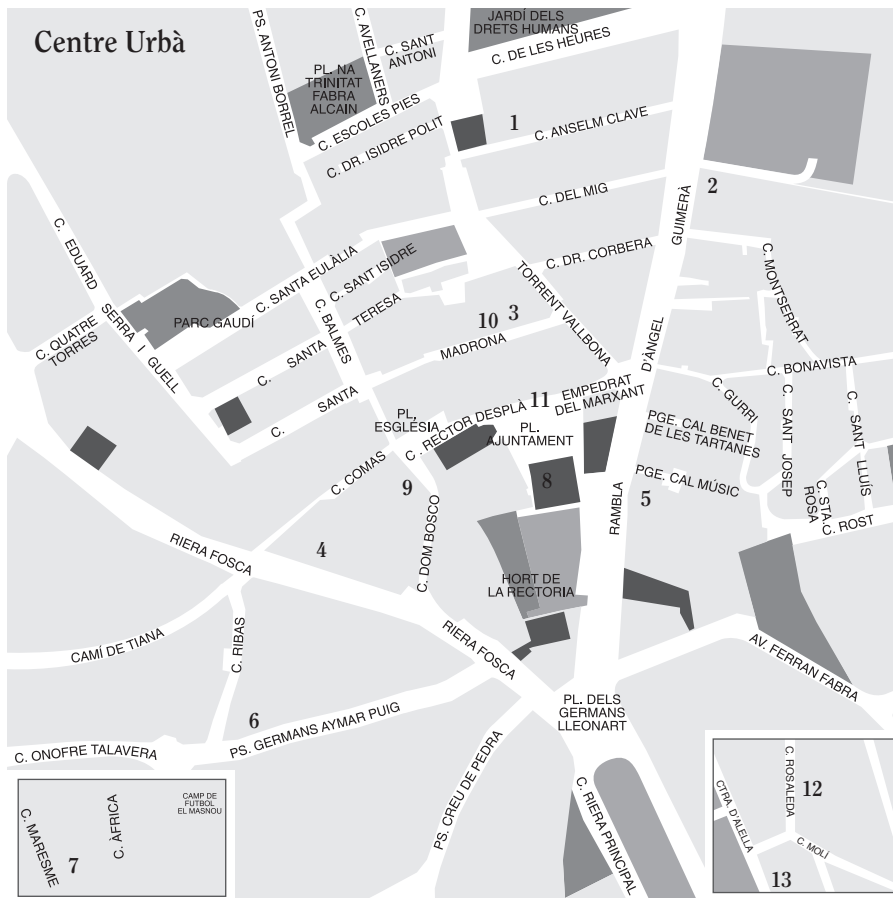 Centre Urbà
PS. ANTONI BORREL
C. AVELLANERS
C. SANT
ANTONI
JARDÍ DELS
DRETS HUMANS
C. DE LES HEURES
PL. NA
TRINITAT
FABRA
ALCAIN
C. ESCOLES PIES
C. DR. ISIDRE POLIT
1
C. ANSELM CLAVE
2
C. DEL MIG
GUIMERÀ
C. EDUARD SERRA I GUELL
C. SANTA EULÀLIA
C. SANT ISIDRE
C. DR. CORBERA
C. MONTSERRAT
TORRENT VALLBONA
PARC GAUDÍ
C. BALMES
C. SANTA TERESA
10
3
C. QUATRE
TORRES
C. SANTA MADRONA
D'ÀNGEL
C. BONAVISTA
C. GURRI
11
EMPEDRAT
DEL MARXANT
PL.
ESGLÉSIA
C. RECTOR DESPLÀ
PL.
AJUNTAMENT
PGE. CAL BENET
DE LES TARTANES
C. SANT JOSEP
C. SANT LLUÍS
C. COMAS
9
8
PGE. CAL MÚSIC
5
RAMBLA
C. STA.
ROSA
C. ROST
RIERA FOSCA
4
C. DOM BOSCO
HORT DE
LA RECTORIA
CAMÍ DE TIANA
C. RIBAS
RIERA FOSCA
AV. FERRAN FABRA
6
PS. GERMANS AYMAR PUIG
PL. DELS
GERMANS
LLEONART
C. ONOFRE TALAVERA
PS. CREU DE PEDRA
C. RIERA PRINCIPAL
C. MARESME
7
C. ÀFRICA
CAMP DE
FUTBOL
EL MASNOU
CTRA. D'ALELLA
C. ROSALEDA
12
C. MOLÍ
13